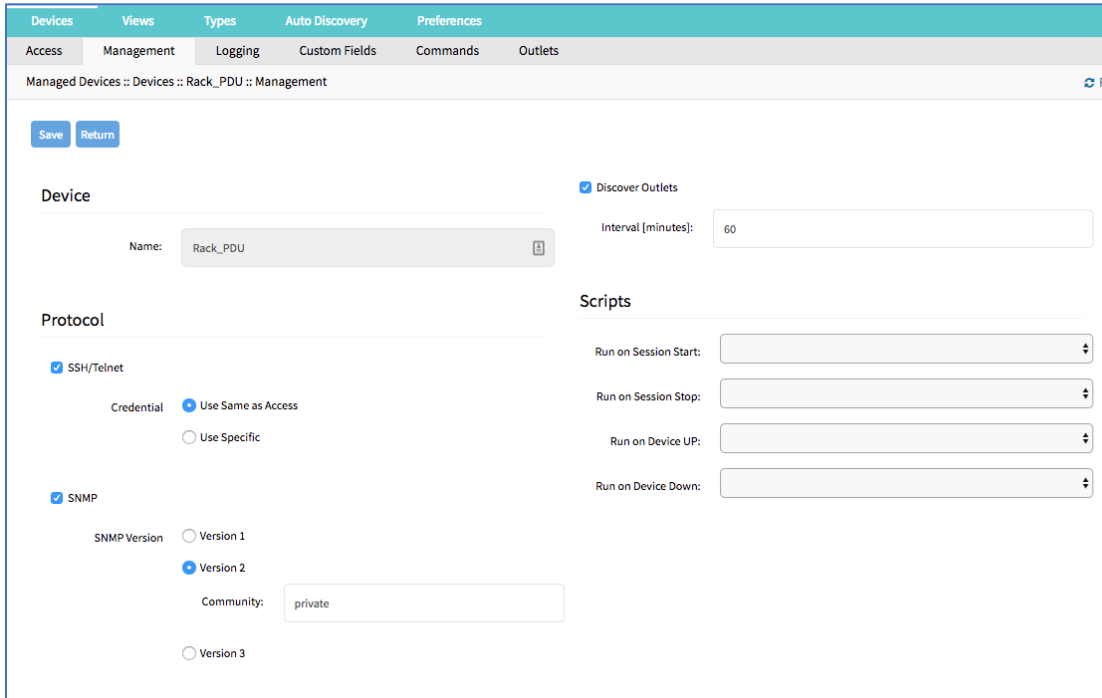 Devices Views Types Auto Discovery Preferences
Access Management Logging Custom Fields Commands Outlets
Managed Devices :: Devices :: Rack_PDU :: Management
Save Return
Device
Name: Rack_PDU
Protocol
SSH/Telnet
Credential Use Same as Access
Use Specific
SNMP
SNMP Version Version 1
Version 2
Community: private
Version 3
Discover Outlets
Interval [minutes]: 60
Scripts
Run on Session Start:
Run on Session Stop:
Run on Device UP:
Run on Device Down: